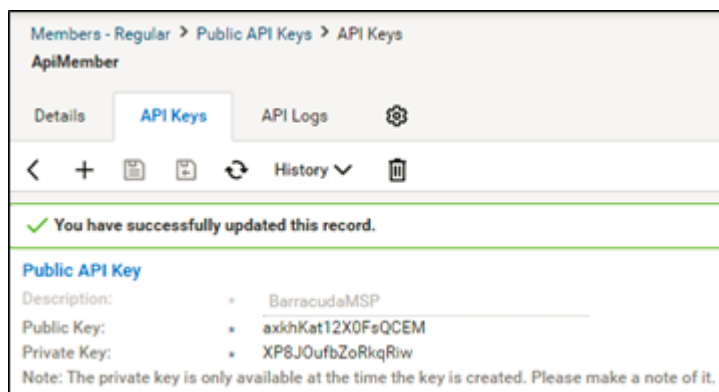 Members - Regular > Public API Keys > API Keys
ApiMember
Details API Keys API Logs
History
You have successfully updated this record.
Public API Key
Description: BarracudaMSP
Public Key: axkhKat12X0FsQCEM
Private Key: XP8JOufbZoRkqRiw
Note: The private key is only available at the time the key is created. Please make a note of it.